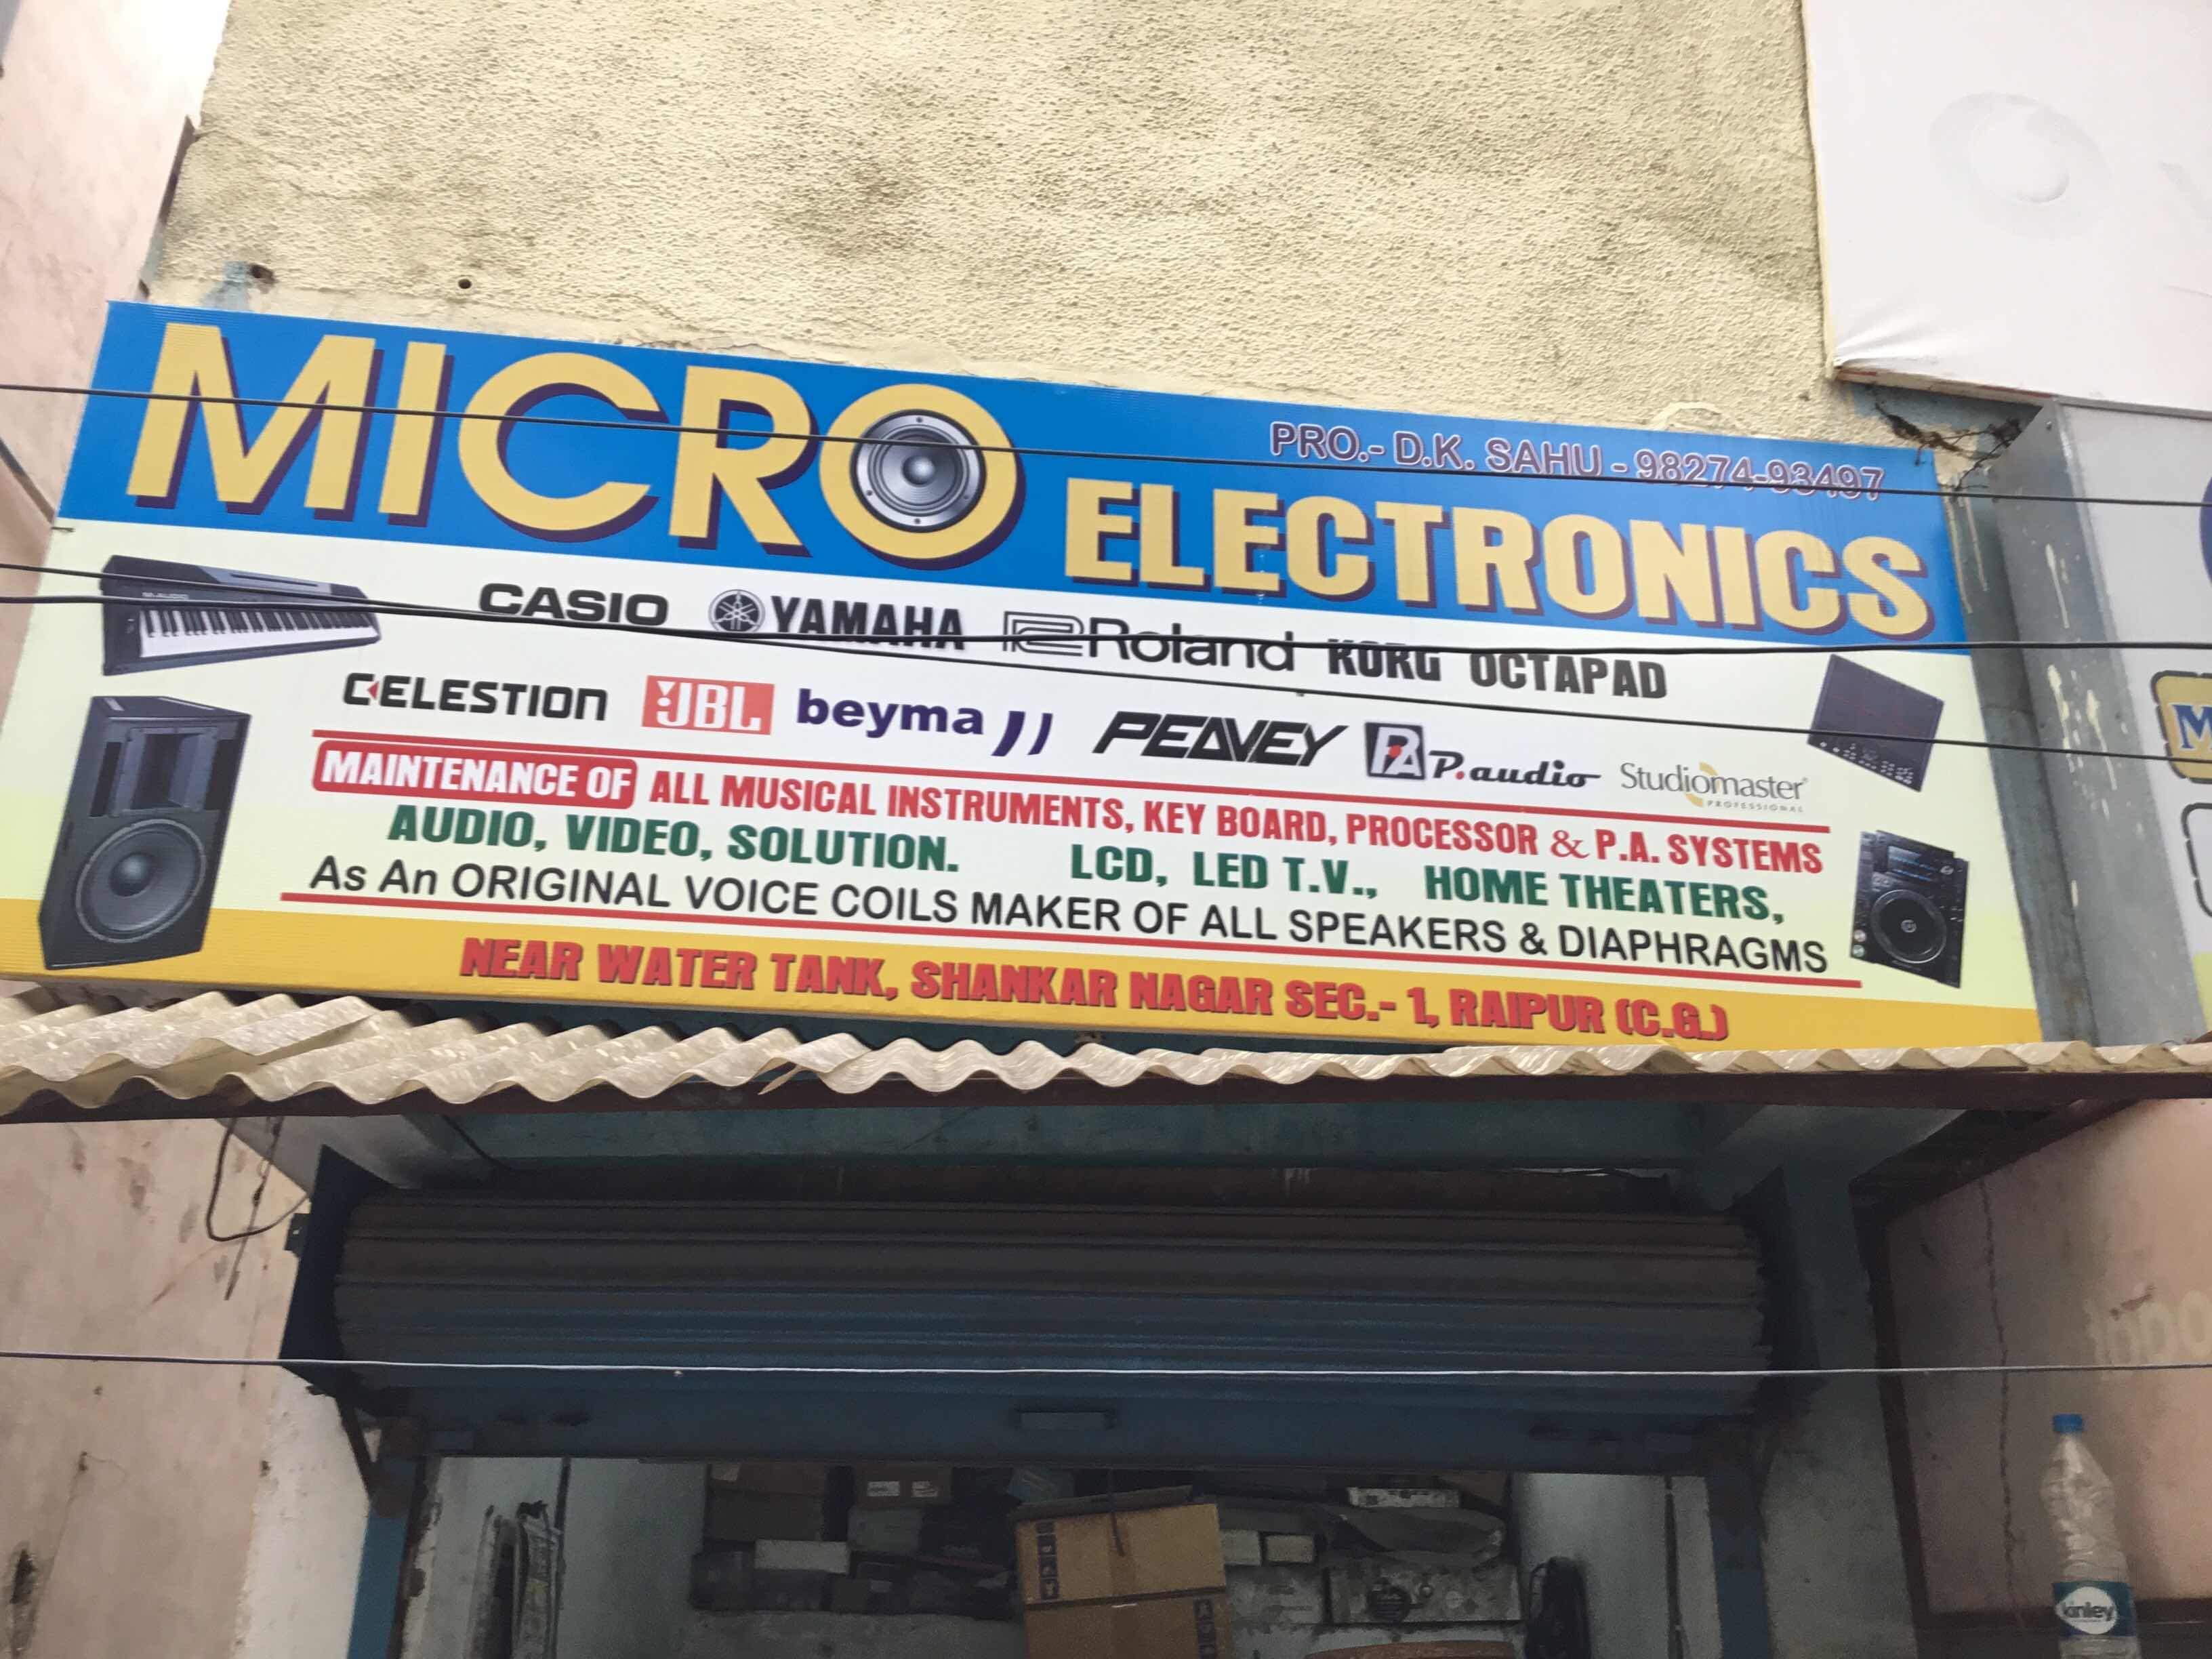 MICRO ELECTRONICS
PRO.- D.K. SAHU - 98274-93497
M-AUDIO
CASIO YAMAHA Roland KORG OCTAPAD
CELESTION JBL beyma PEAVEY PA P.audio Studiomaster PROFESSIONAL
MAINTENANCE OF ALL MUSICAL INSTRUMENTS, KEY BOARD, PROCESSOR & P.A. SYSTEMS
AUDIO, VIDEO, SOLUTION. LCD, LED T.V., HOME THEATERS,
As An ORIGINAL VOICE COILS MAKER OF ALL SPEAKERS & DIAPHRAGMS
NEAR WATER TANK, SHANKAR NAGAR SEC.- 1, RAIPUR (C.G.)
M
kinley